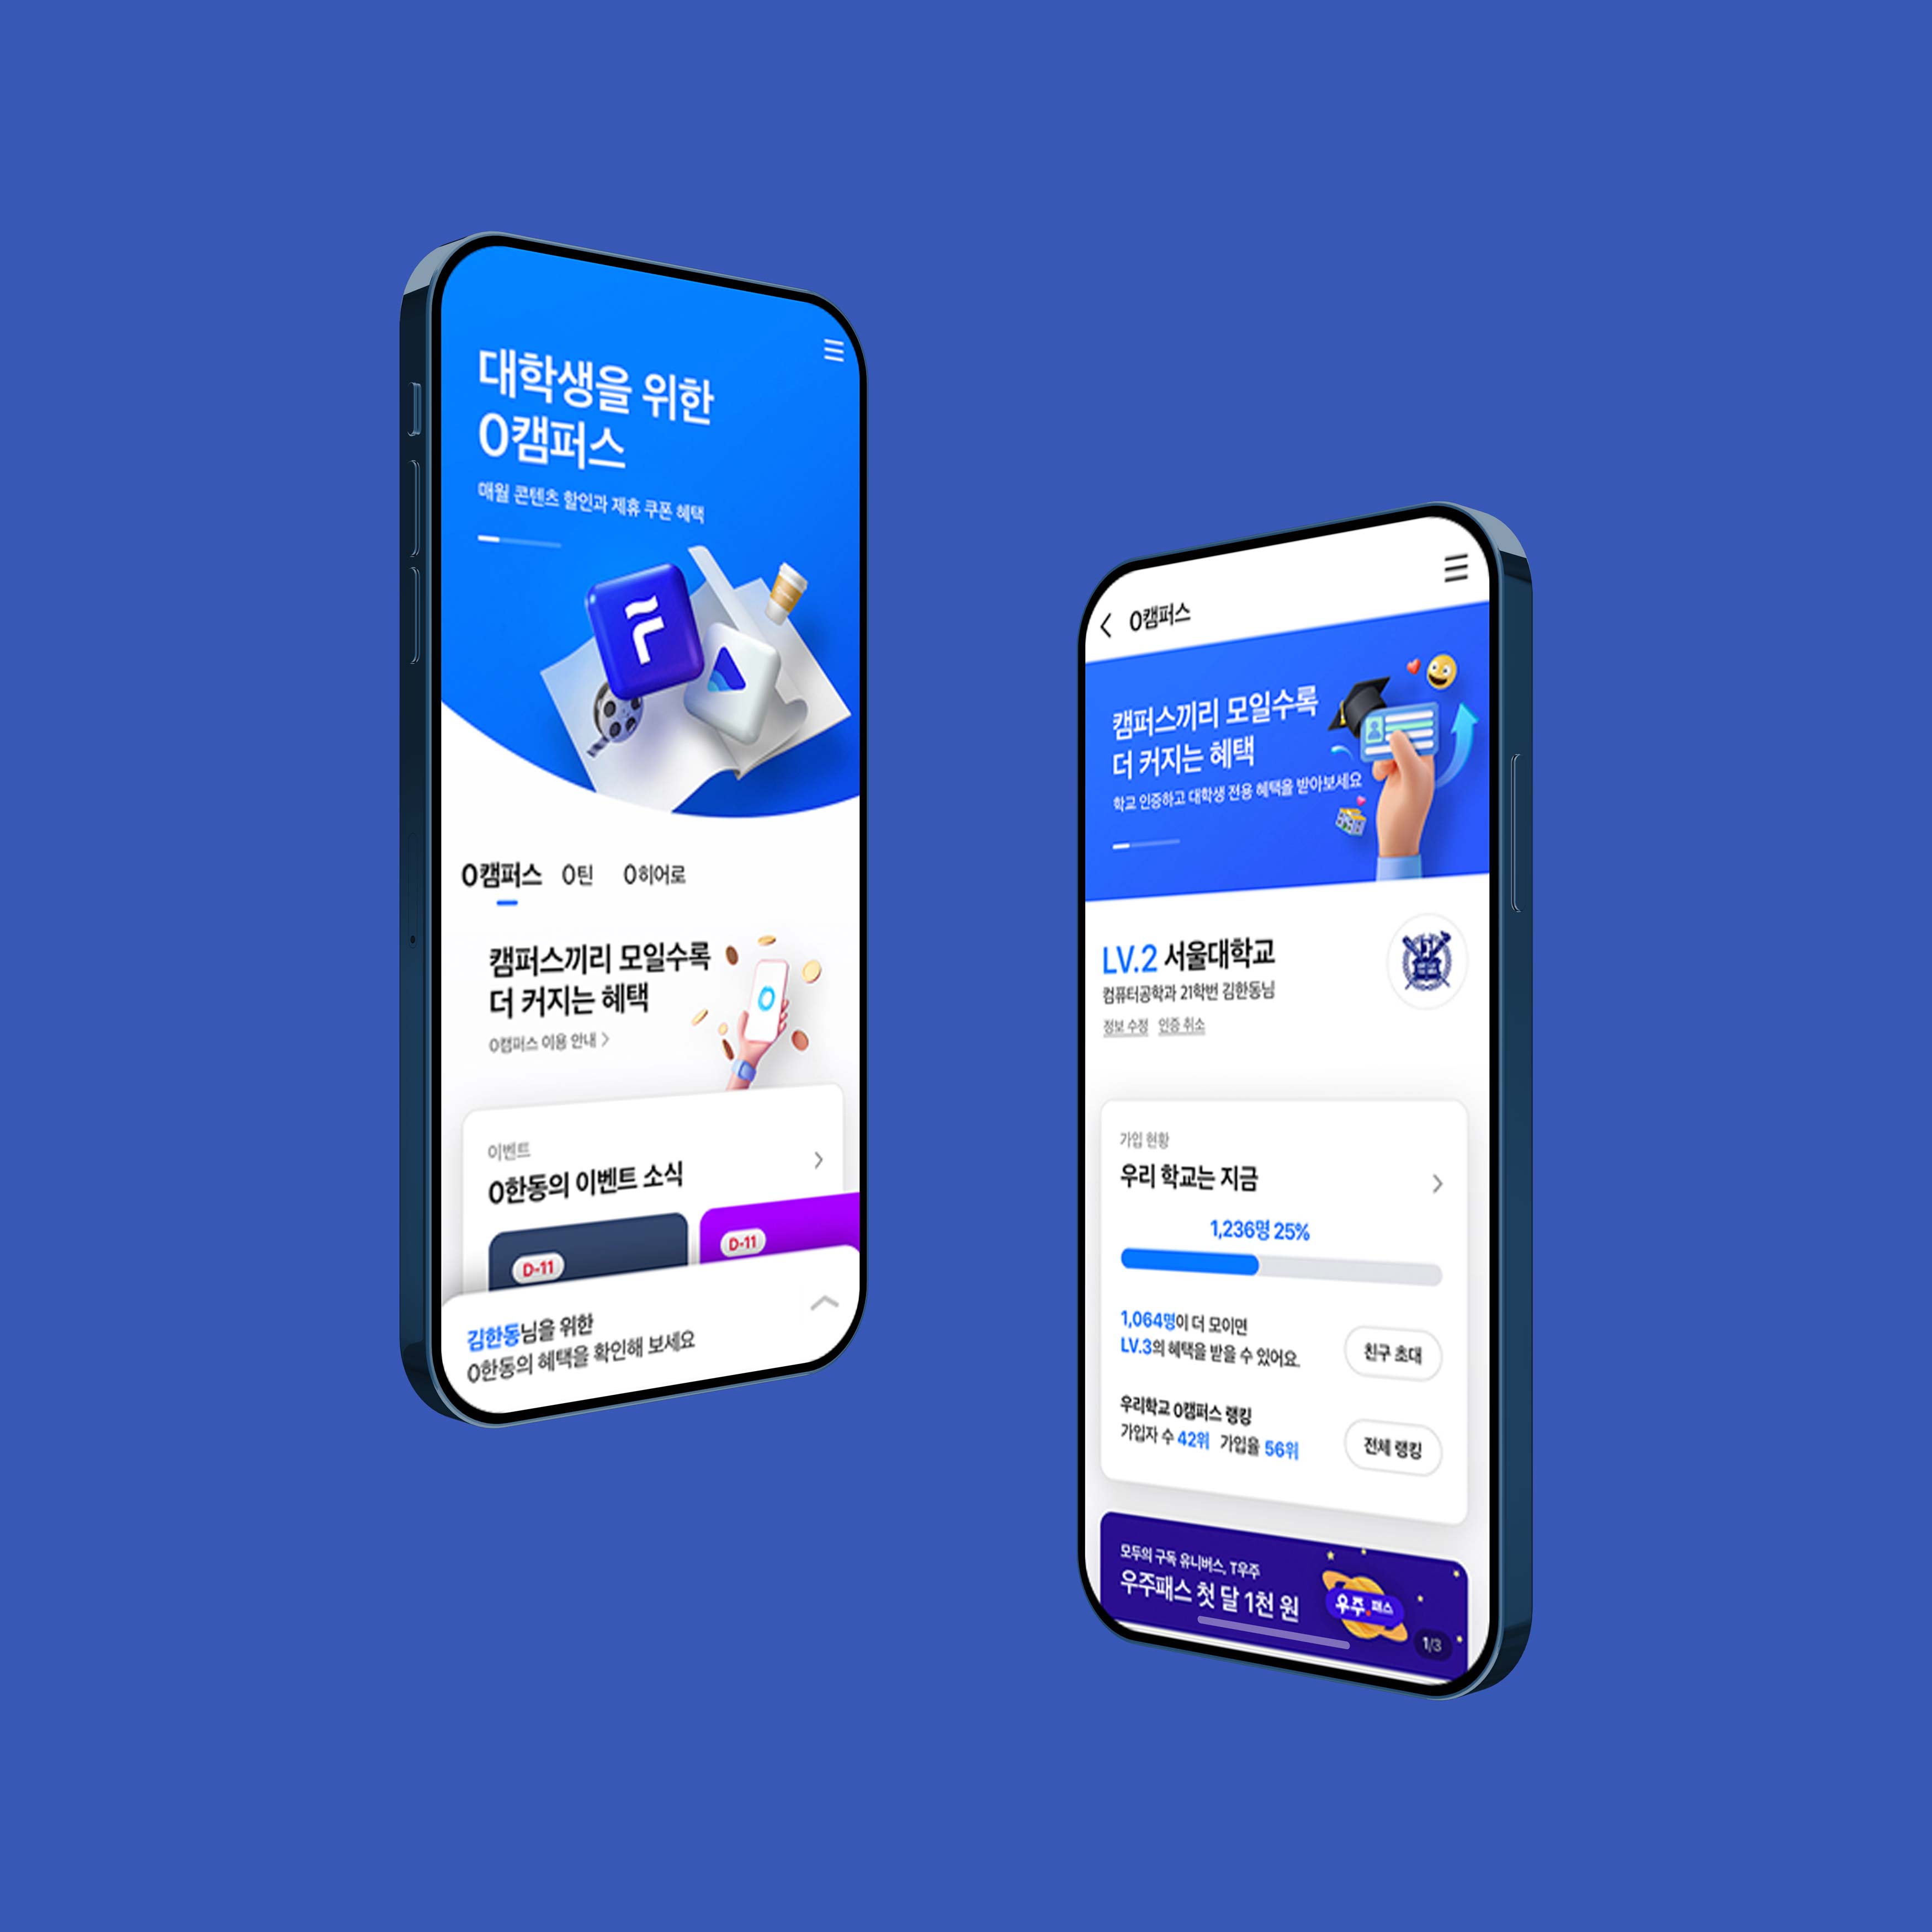 대학생을 위한
0캠퍼스
매월 콘텐츠 할인과 제휴 쿠폰 혜택
F
0캠퍼스 0틴 0히어로
캠퍼스끼리 모일수록
더 커지는 혜택
0캠퍼스 이용 안내 >
이벤트
0한동의 이벤트 소식
D-11 D-11
김한동님을 위한
0한동의 혜택을 확인해 보세요
0캠퍼스
캠퍼스끼리 모일수록
더 커지는 혜택
학교 인증하고 대학생 전용 혜택을 받아보세요
LV.2 서울대학교
컴퓨터공학과 21학번 김한동님
정보 수정 인증 취소
가입 현황
우리 학교는 지금
1,236명 25%
1,064명이 더 모이면
LV.3의 혜택을 받을 수 있어요.
친구 초대
우리학교 0캠퍼스 랭킹
가입자 수 42위 가입율 56위
전체 랭킹
모두의 구독 유니버스, T우주
우주패스 첫 달 1천 원
우주패스
1/3